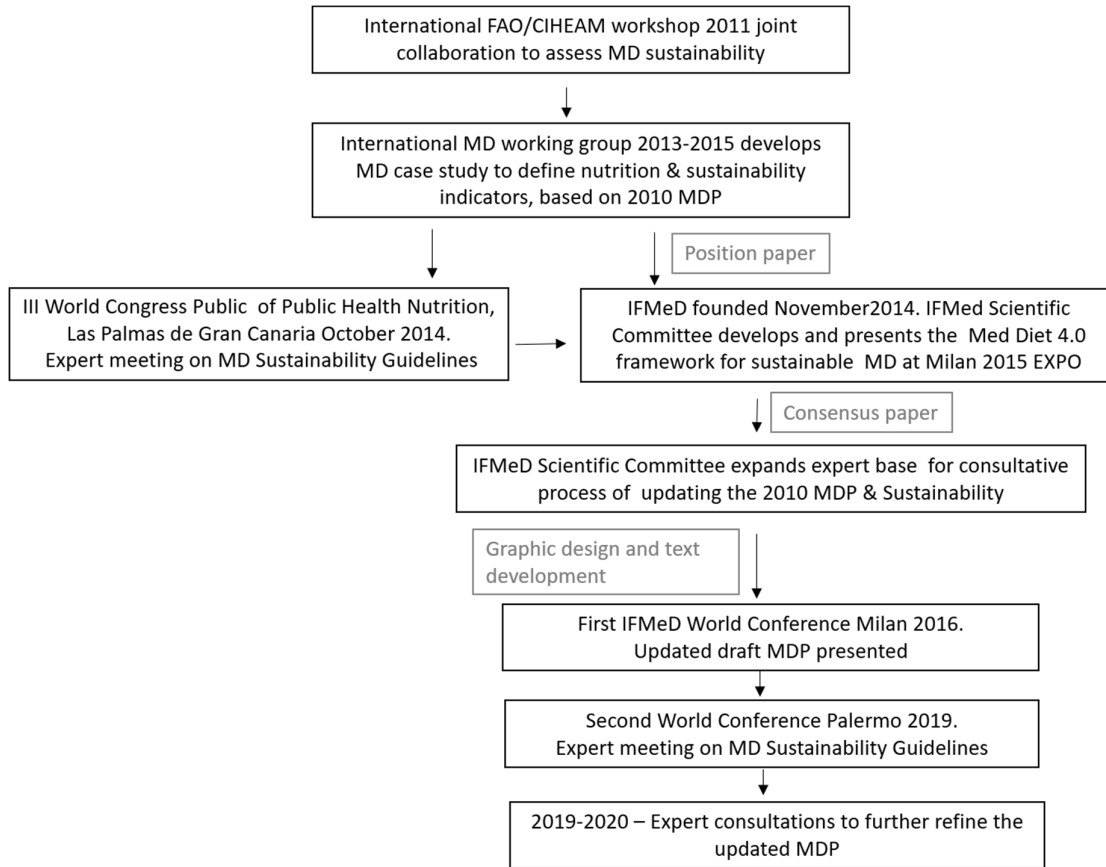 International FAO/CIHEAM workshop 2011 joint
collaboration to assess MD sustainability
International MD working group 2013-2015 develops
MD case study to define nutrition & sustainability
indicators, based on 2010 MDP
Position paper
III World Congress Public of Public Health Nutrition,
Las Palmas de Gran Canaria October 2014.
Expert meeting on MD Sustainability Guidelines
IFMeD founded November2014. IFMed Scientific
Committee develops and presents the Med Diet 4.0
framework for sustainable MD at Milan 2015 EXPO
Consensus paper
IFMeD Scientific Committee expands expert base for consultative
process of updating the 2010 MDP & Sustainability
Graphic design and text
development
First IFMeD World Conference Milan 2016.
Updated draft MDP presented
Second World Conference Palermo 2019.
Expert meeting on MD Sustainability Guidelines
2019-2020 – Expert consultations to further refine the
updated MDP